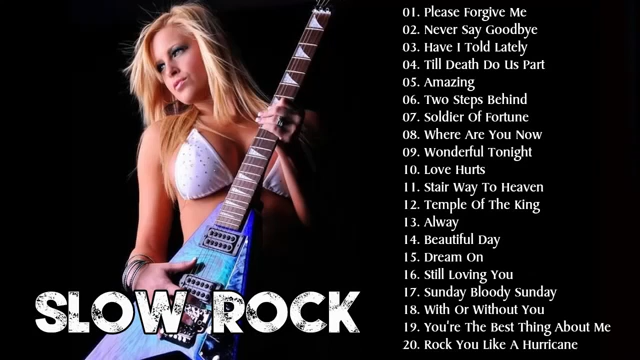 01. Please Forgive Me
02. Never Say Goodbye
03. Have I Told Lately
04. Till Death Do Us Part
05. Amazing
06. Two Steps Behind
07. Soldier Of Fortune
08. Where Are You Now
09. Wonderful Tonight
10. Love Hurts
11. Stair Way To Heaven
12. Temple Of The King
13. Alway
14. Beautiful Day
15. Dream On
16. Still Loving You
17. Sunday Bloody Sunday
18. With Or Without You
19. You're The Best Thing About Me
20. Rock You Like A Hurricane
SLOW ROCK